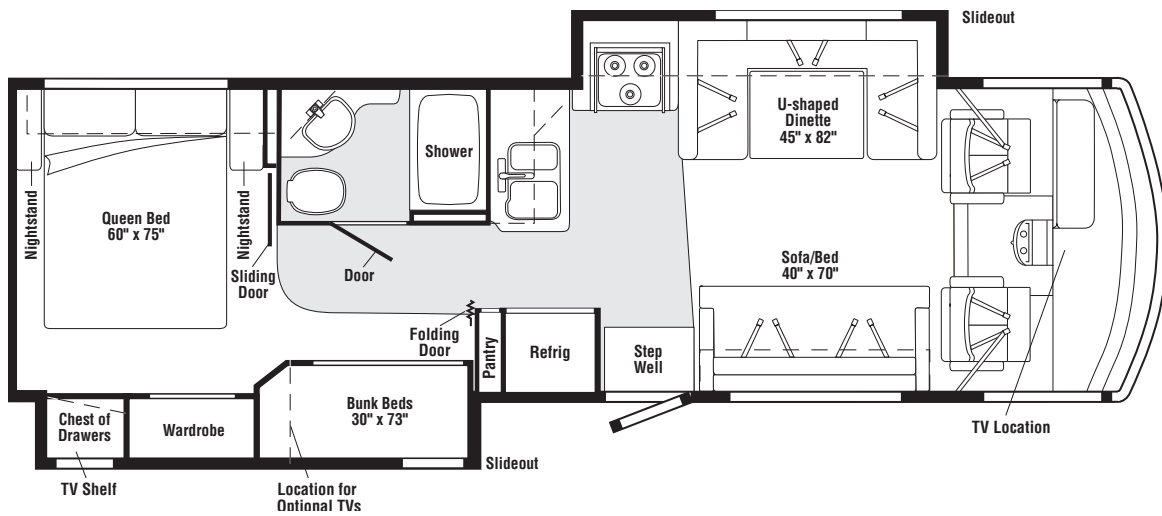 Slideout
U-shaped
Dinette
45" x 82"
Shower
Queen Bed
60" x 75"
Nightstand
Nightstand
Sliding
Door
Door
Sofa/Bed
40" x 70"
Folding
Door
Pantry
Refrig
Step
Well
Bunk Beds
30" x 73"
Chest of
Drawers
Wardrobe
TV Location
Slideout
TV Shelf
Location for
Optional TVs